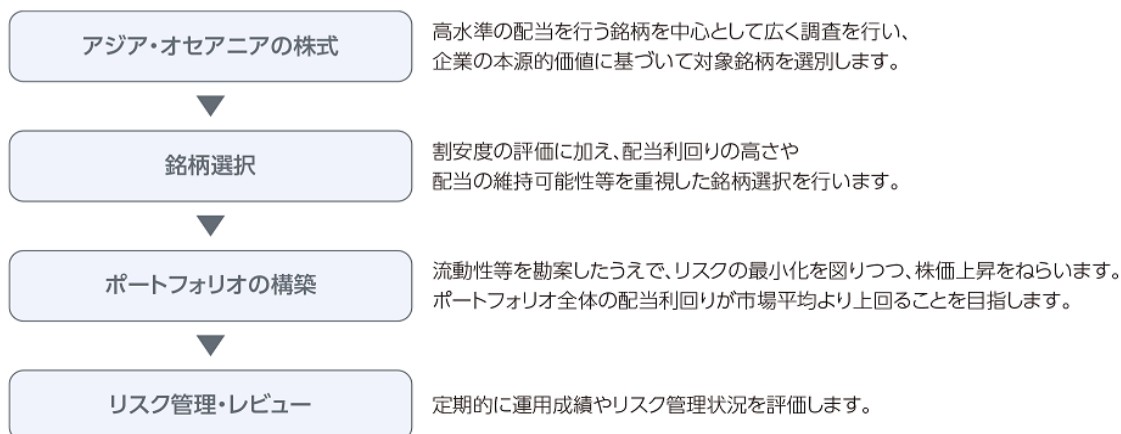 アジア・オセアニアの株式
高水準の配当を行う銘柄を中心として広く調査を行い、
企業の本源的価値に基づいて対象銘柄を選別します。
銘柄選択
割安度の評価に加え、配当利回りの高さや
配当の維持可能性等を重視した銘柄選択を行います。
ポートフォリオの構築
流動性等を勘案したうえで、リスクの最小化を図りつつ、株価上昇をねらいます。
ポートフォリオ全体の配当利回りが市場平均より上回ることを目指します。
リスク管理・レビュー
定期的に運用成績やリスク管理状況を評価します。